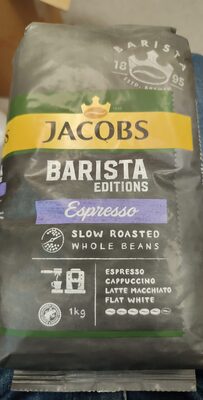 BARISTA
18 95
JACOBS
BARISTA
EDITIONS
Espresso
SLOW ROASTED
WHOLE BEANS
ESPRESSO
CAPPUCCINO
LATTE MACCHIATO
FLAT WHITE
1kg